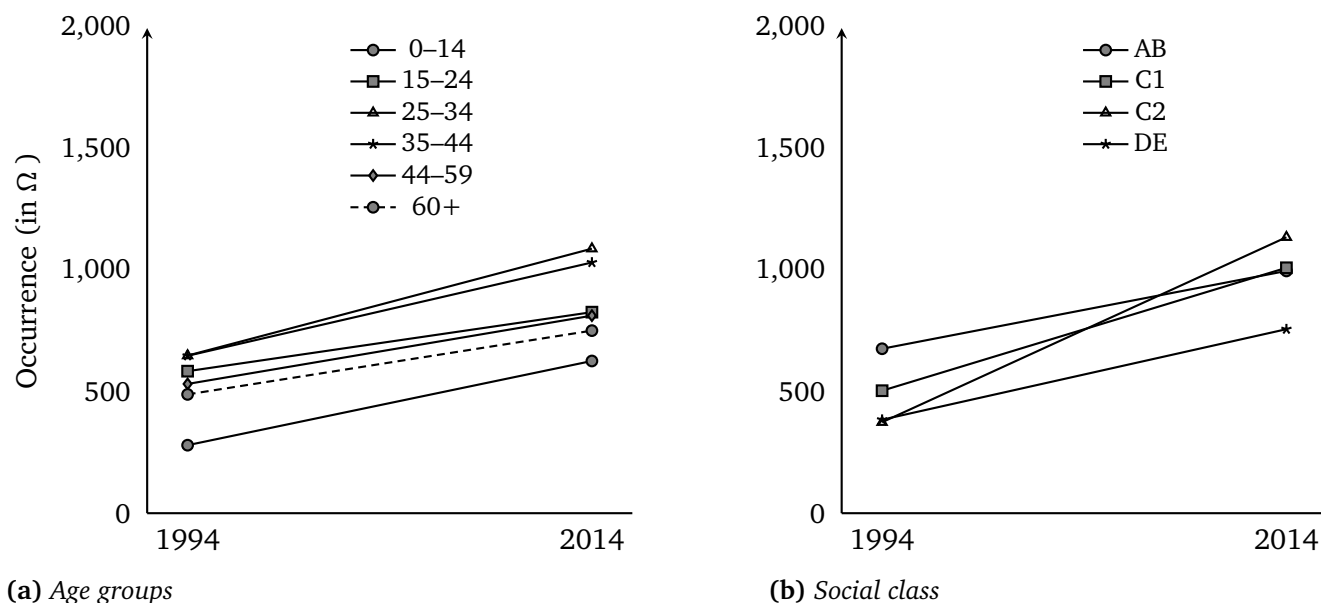 Occurrence (in Ω )
2,000
1,500
1,000
500
0
1994
2014
0–14
15–24
25–34
35–44
44–59
60+
(a) Age groups
2,000
1,500
1,000
500
0
1994
2014
AB
C1
C2
DE
(b) Social class